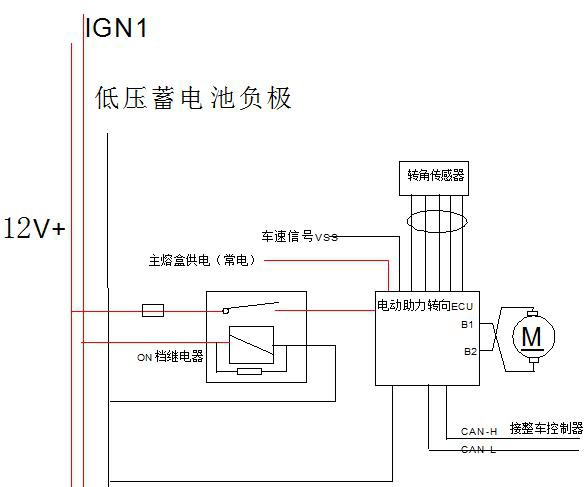 IGN1
低压蓄电池负极
转角传感器
12V+
车速信号VSS
主熔盒供电（常电）
电动助力转向ECU
B1
M
B2
ON档继电器
CAN-H 接整车控制器
CAN-L